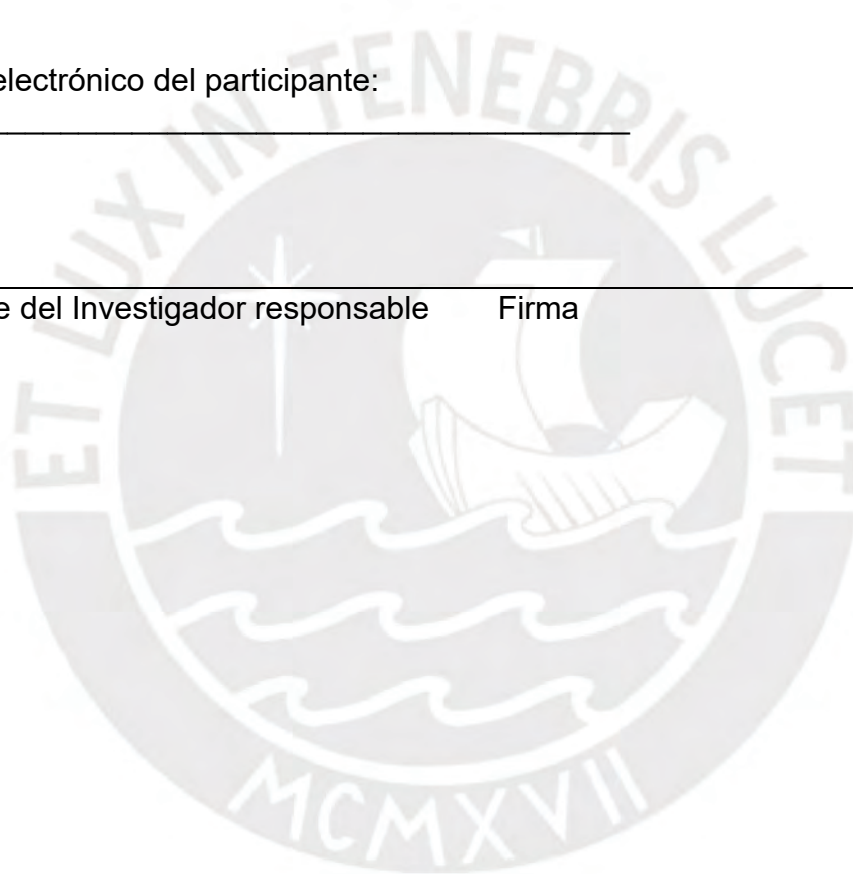 electrónico del participante:
e del Investigador responsable Firma
ET LUX IN TENEBRIS LUCET
MCMXVII